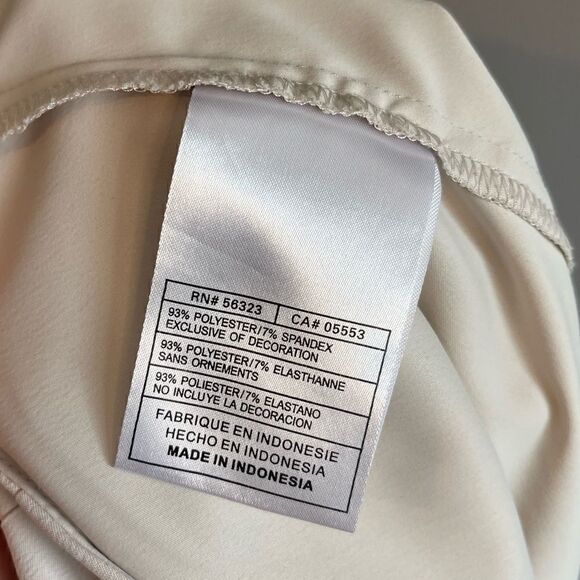 RN# 56323 CA# 05553
93% POLYESTER/7% SPANDEX
EXCLUSIVE OF DECORATION
93% POLYESTER/7% ELASTHANNE
SANS ORNEMENTS
93% POLIESTER/7% ELASTANO
NO INCLUYE LA DECORACION
FABRIQUE EN INDONESIE
HECHO EN INDONESIA
MADE IN INDONESIA